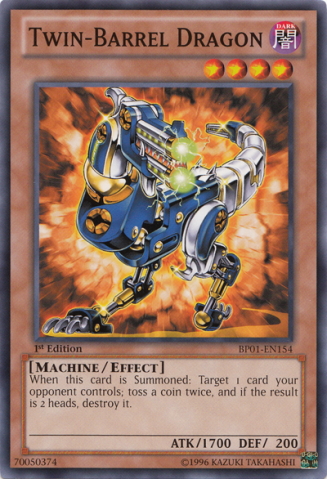 TWIN-BARREL DRAGON
DARK
闇
1st Edition
BP01-EN154
[MACHINE/EFFECT]
When this card is Summoned: Target 1 card your
opponent controls; toss a coin twice, and if the result
is 2 heads, destroy it.
ATK/1700 DEF/ 200
70050374
©1996 KAZUKI TAKAHASHI